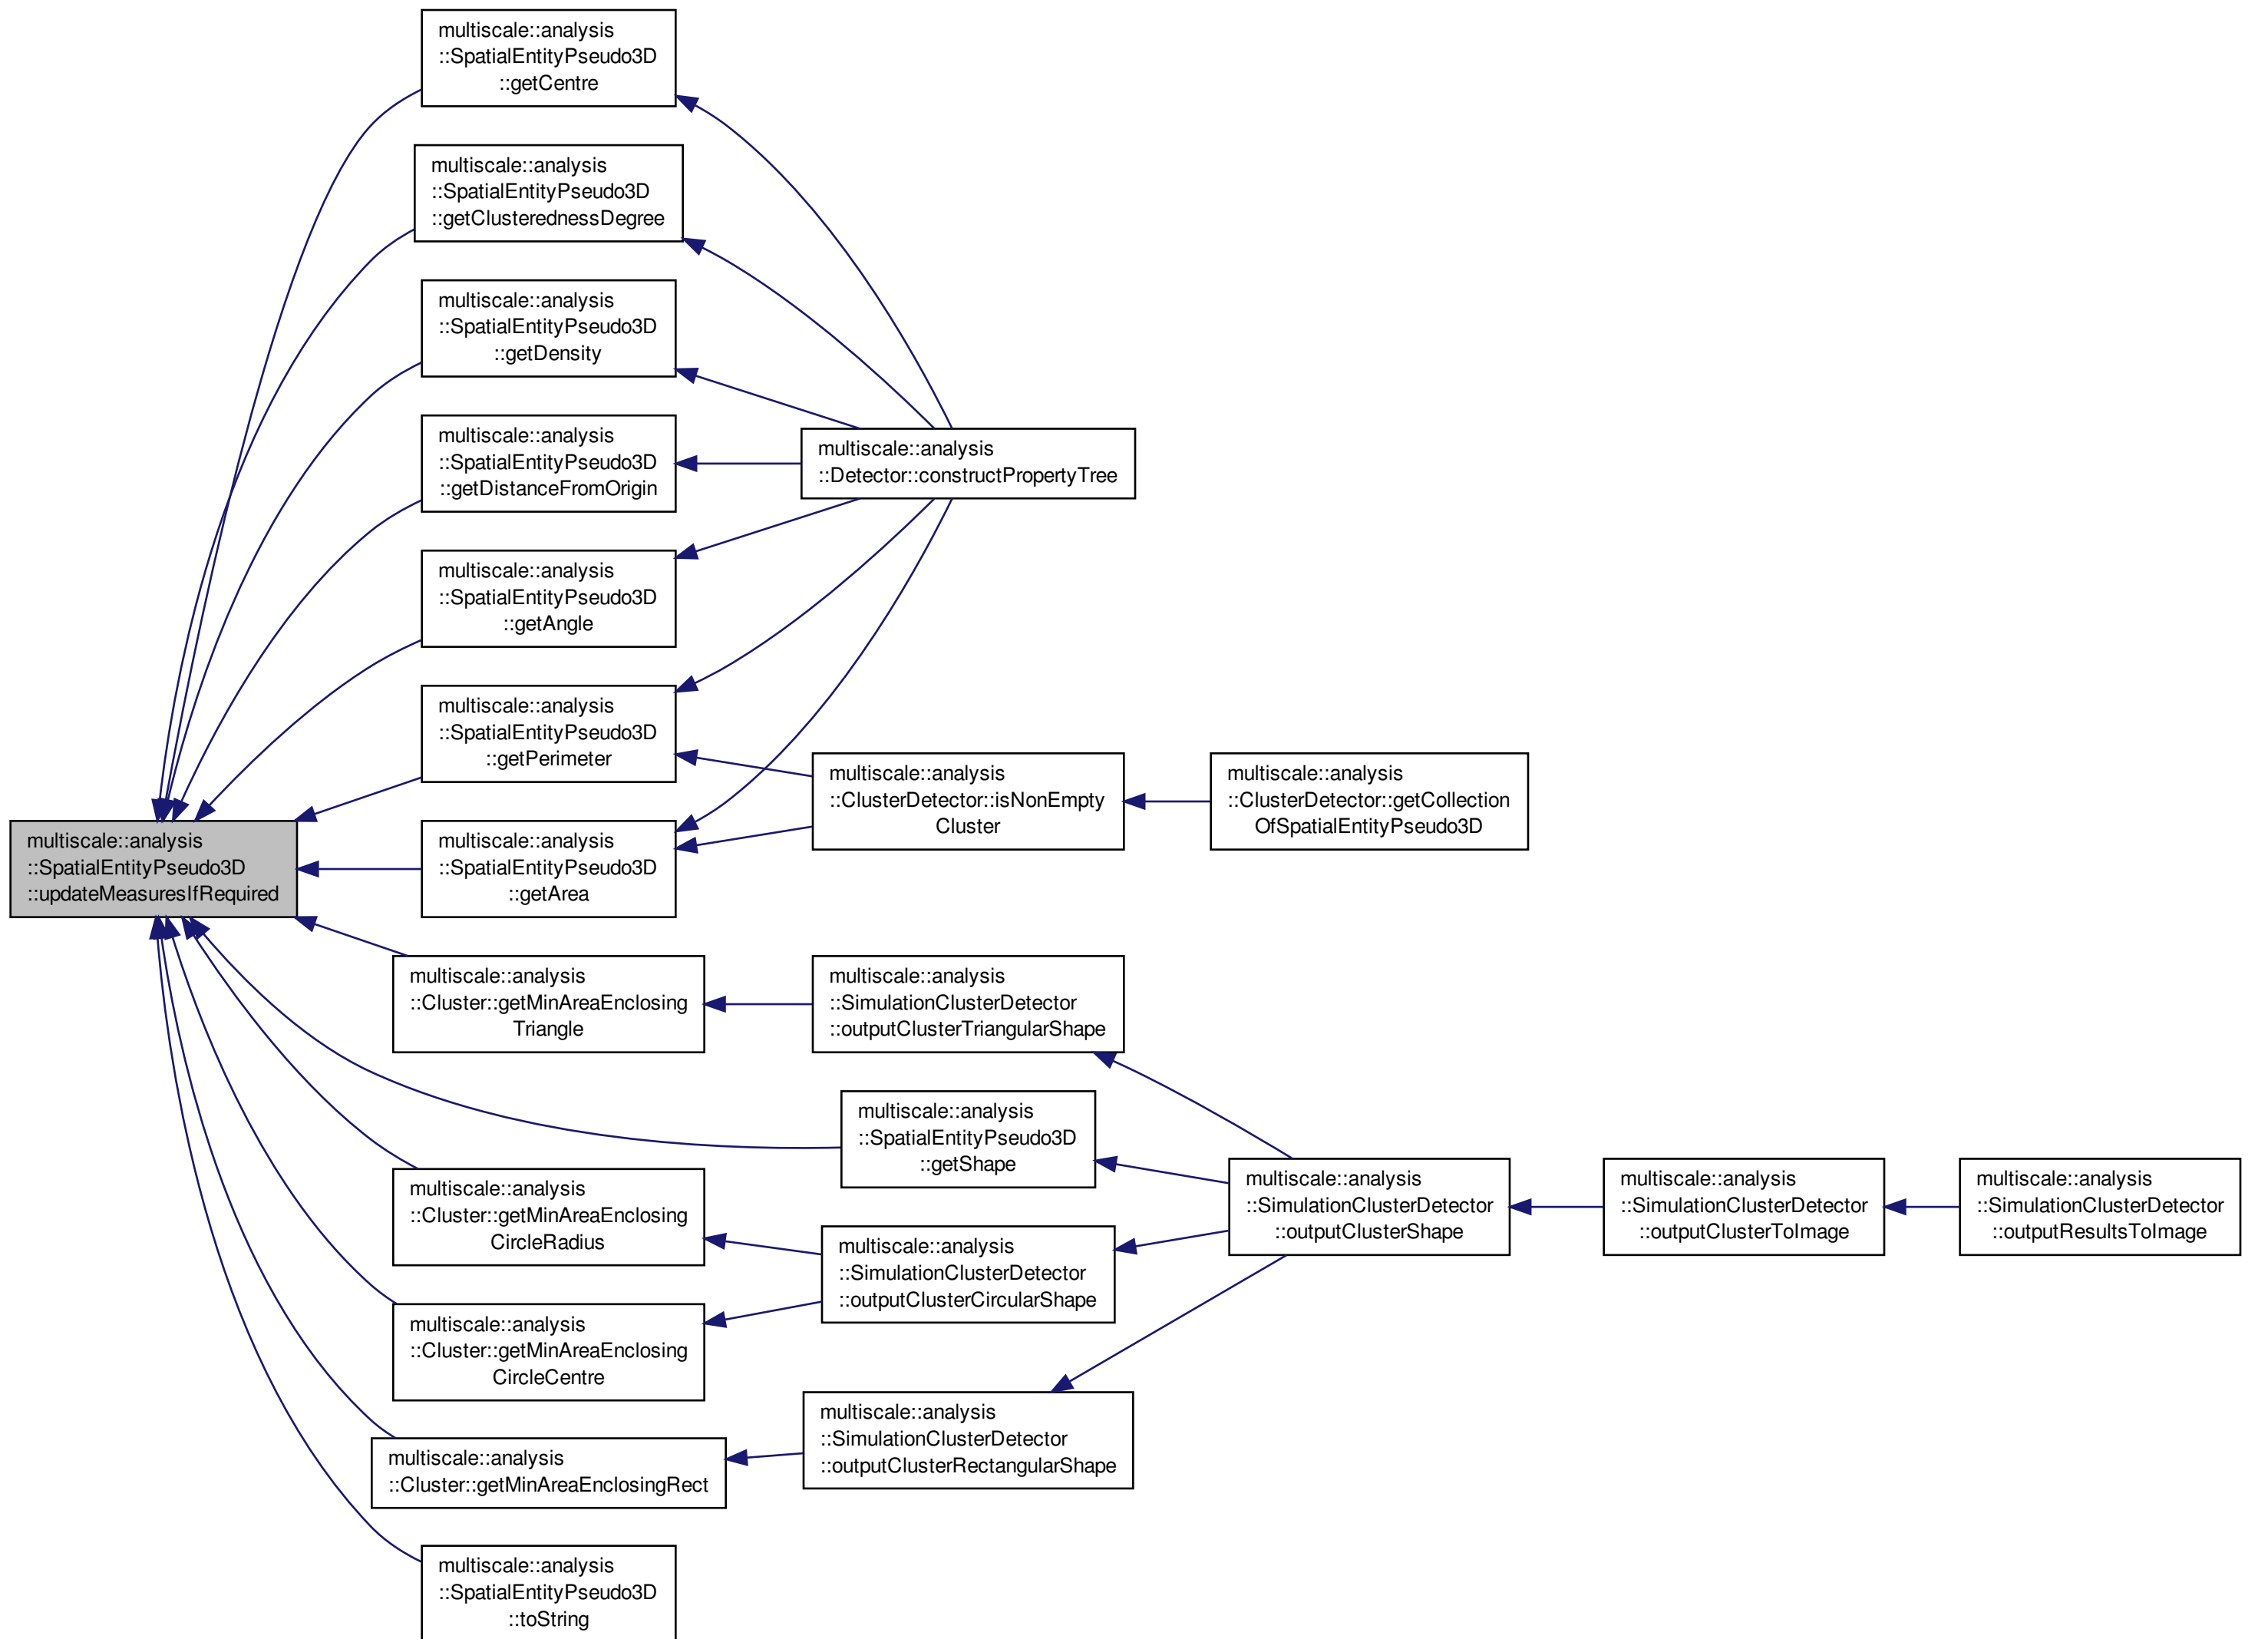 multiscale::analysis
::SpatialEntityPseudo3D
::getCentre
multiscale::analysis
::SpatialEntityPseudo3D
::getClusterednessDegree
multiscale::analysis
::SpatialEntityPseudo3D
::getDensity
multiscale::analysis
::SpatialEntityPseudo3D
::getDistanceFromOrigin
multiscale::analysis
::Detector::constructPropertyTree
multiscale::analysis
::SpatialEntityPseudo3D
::getAngle
multiscale::analysis
::SpatialEntityPseudo3D
::getPerimeter
multiscale::analysis
::ClusterDetector::isNonEmpty
Cluster
multiscale::analysis
::ClusterDetector::getCollection
OfSpatialEntityPseudo3D
multiscale::analysis
::SpatialEntityPseudo3D
::updateMeasuresIfRequired
multiscale::analysis
::SpatialEntityPseudo3D
::getArea
multiscale::analysis
::Cluster::getMinAreaEnclosing
Triangle
multiscale::analysis
::SimulationClusterDetector
::outputClusterTriangularShape
multiscale::analysis
::SpatialEntityPseudo3D
::getShape
multiscale::analysis
::Cluster::getMinAreaEnclosing
CircleRadius
multiscale::analysis
::SimulationClusterDetector
::outputClusterCircularShape
multiscale::analysis
::SimulationClusterDetector
::outputClusterShape
multiscale::analysis
::SimulationClusterDetector
::outputClusterToImage
multiscale::analysis
::SimulationClusterDetector
::outputResultsToImage
multiscale::analysis
::Cluster::getMinAreaEnclosing
CircleCentre
multiscale::analysis
::SimulationClusterDetector
::outputClusterRectangularShape
multiscale::analysis
::Cluster::getMinAreaEnclosingRect
multiscale::analysis
::SpatialEntityPseudo3D
::toString